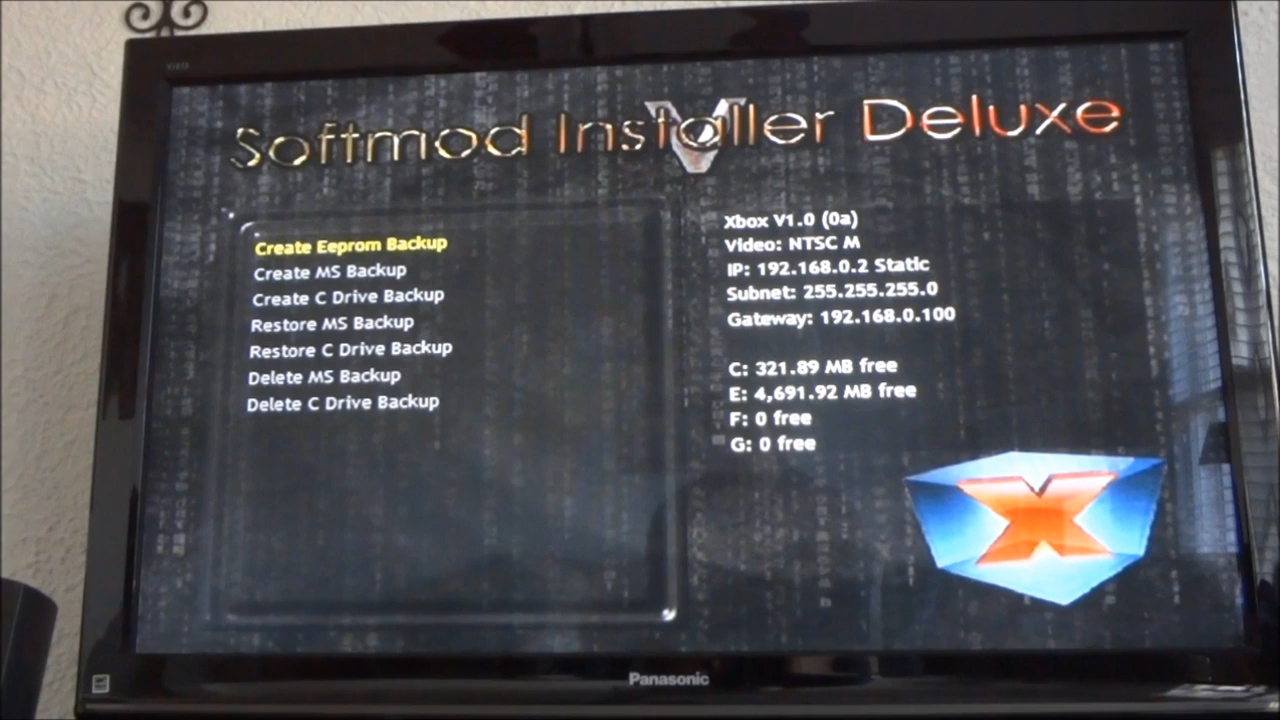 Softmod Installer Deluxe
Create Eeprom Backup
Create MS Backup
Create C Drive Backup
Restore MS Backup
Restore C Drive Backup
Delete MS Backup
Delete C Drive Backup
Xbox V1.0 (0a)
Video: NTSC M
IP: 192.168.0.2 Static
Subnet: 255.255.255.0
Gateway: 192.168.0.100
C: 321.89 MB free
E: 4,691.92 MB free
F: 0 free
G: 0 free
X
Panasonic